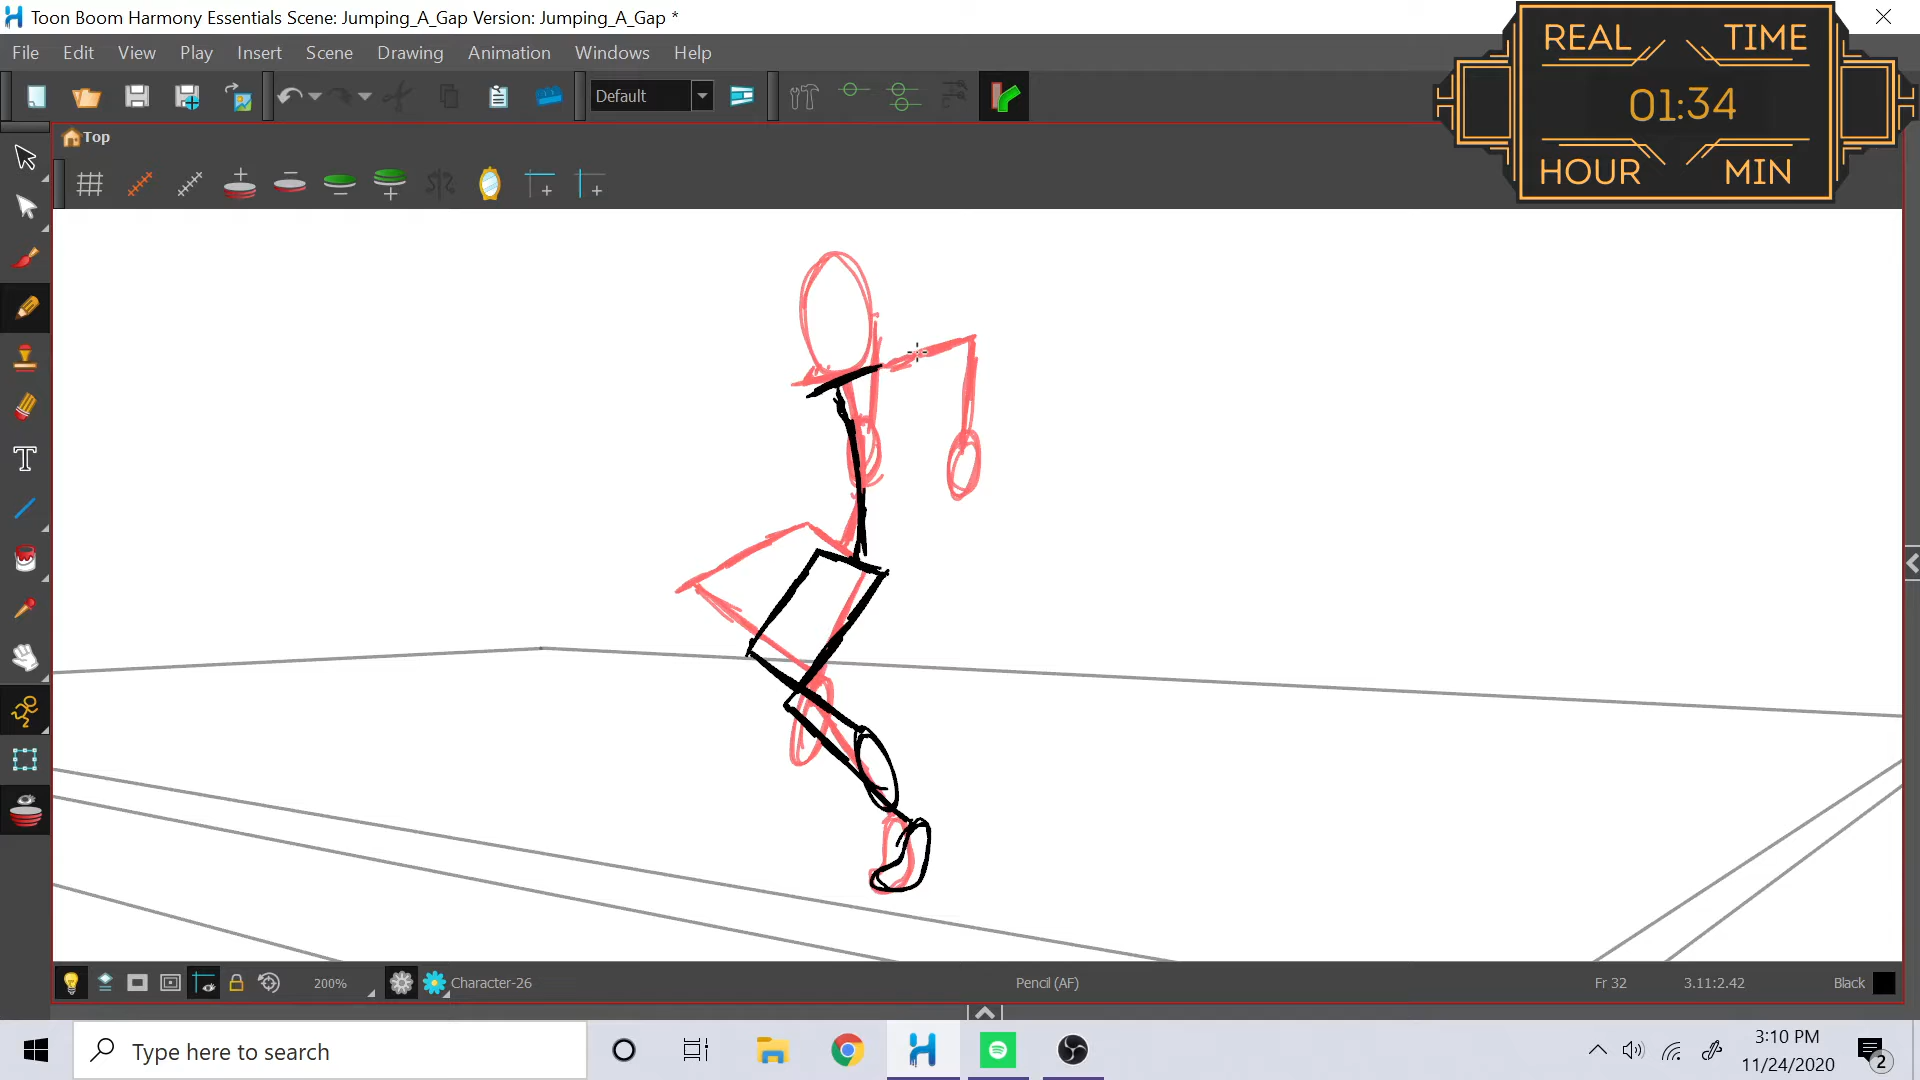 Toon Boom Harmony Essentials Scene: Jumping_A_Gap Version: Jumping_A_Gap *
File Edit View Play Insert Scene Drawing Animation Windows Help
REAL TIME
01:34
HOUR MIN
Default
Top
200%
Character-26
Pencil (AF)
Fr 32
3.11:2.42
Black
Type here to search
3:10 PM
11/24/2020
2